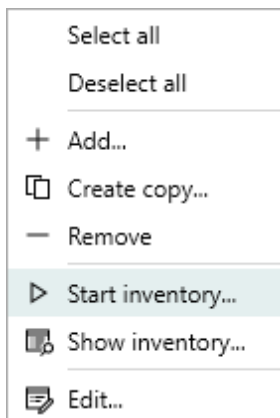 Select all
Deselect all
Add...
Create copy...
Remove
Start inventory...
Show inventory...
Edit...